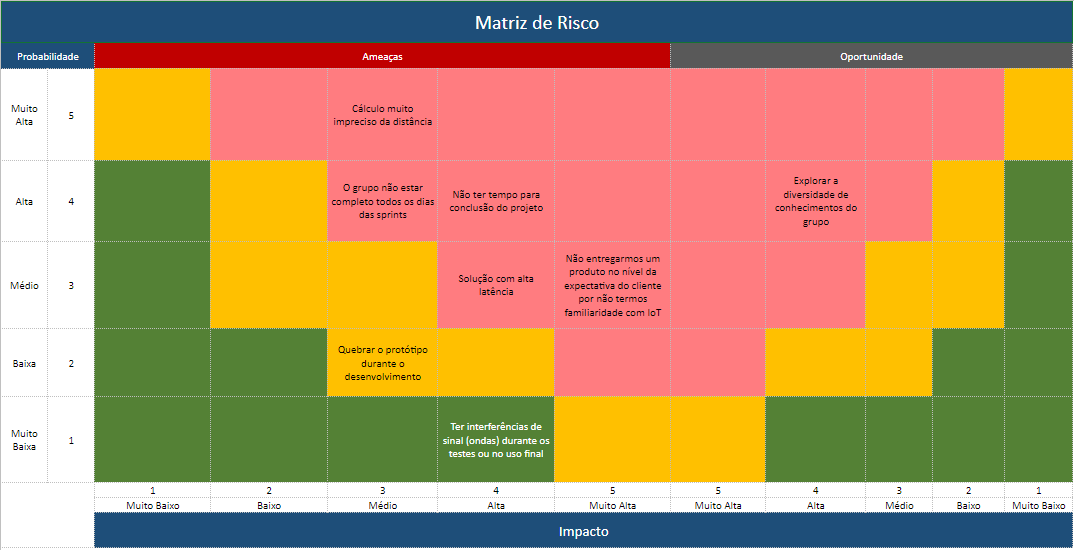 Matriz de Risco
Probabilidade
Ameaças
Oportunidade
Muito
Alta
5
Cálculo muito
impreciso da distância
Alta
4
O grupo não estar
completo todos os dias
das sprints
Não ter tempo para
conclusão do projeto
Explorar a
diversidade de
conhecimentos do
grupo
Médio
3
Solução com alta
latência
Não entregarmos um
produto no nível da
expectativa do cliente
por não termos
familiaridade com IoT
Baixa
2
Quebrar o protótipo
durante o
desenvolvimento
Muito
Baixa
1
Ter interferências de
sinal (ondas) durante os
testes ou no uso final
1 2 3 4 5 5 4 3 2 1
Muito Baixo Baixo Médio Alta Muito Alta Muito Alta Alta Médio Baixo Muito Baixo
Impacto